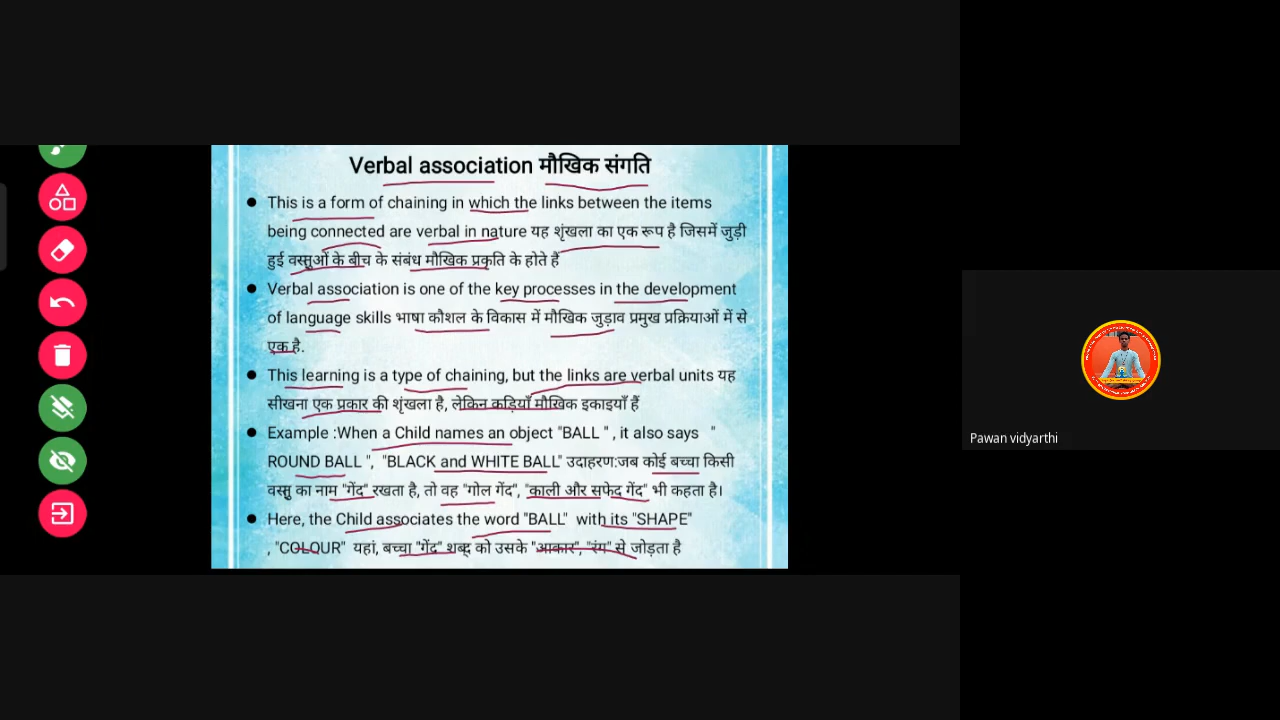 Verbal association मौखिक संगति
● This is a form of chaining in which the links between the items
being connected are verbal in nature यह शृंखला का एक रूप है जिसमें जुड़ी
हुई वस्तुओं के बीच के संबंध मौखिक प्रकृति के होते हैं
● Verbal association is one of the key processes in the development
of language skills भाषा कौशल के विकास में मौखिक जुड़ाव प्रमुख प्रक्रियाओं में से
एक है.
● This learning is a type of chaining, but the links are verbal units यह
सीखना एक प्रकार की शृंखला है, लेकिन कड़ियाँ मौखिक इकाइयाँ हैं
● Example :When a Child names an object "BALL " , it also says "
ROUND BALL ", "BLACK and WHITE BALL" उदाहरण:जब कोई बच्चा किसी
वस्तु का नाम "गेंद" रखता है, तो वह "गोल गेंद", "काली और सफेद गेंद" भी कहता है।
● Here, the Child associates the word "BALL" with its "SHAPE"
, "COLOUR" यहां, बच्चा "गेंद" शब्द को उसके "आकार", "रंग" से जोड़ता है
Pawan vidyarthi